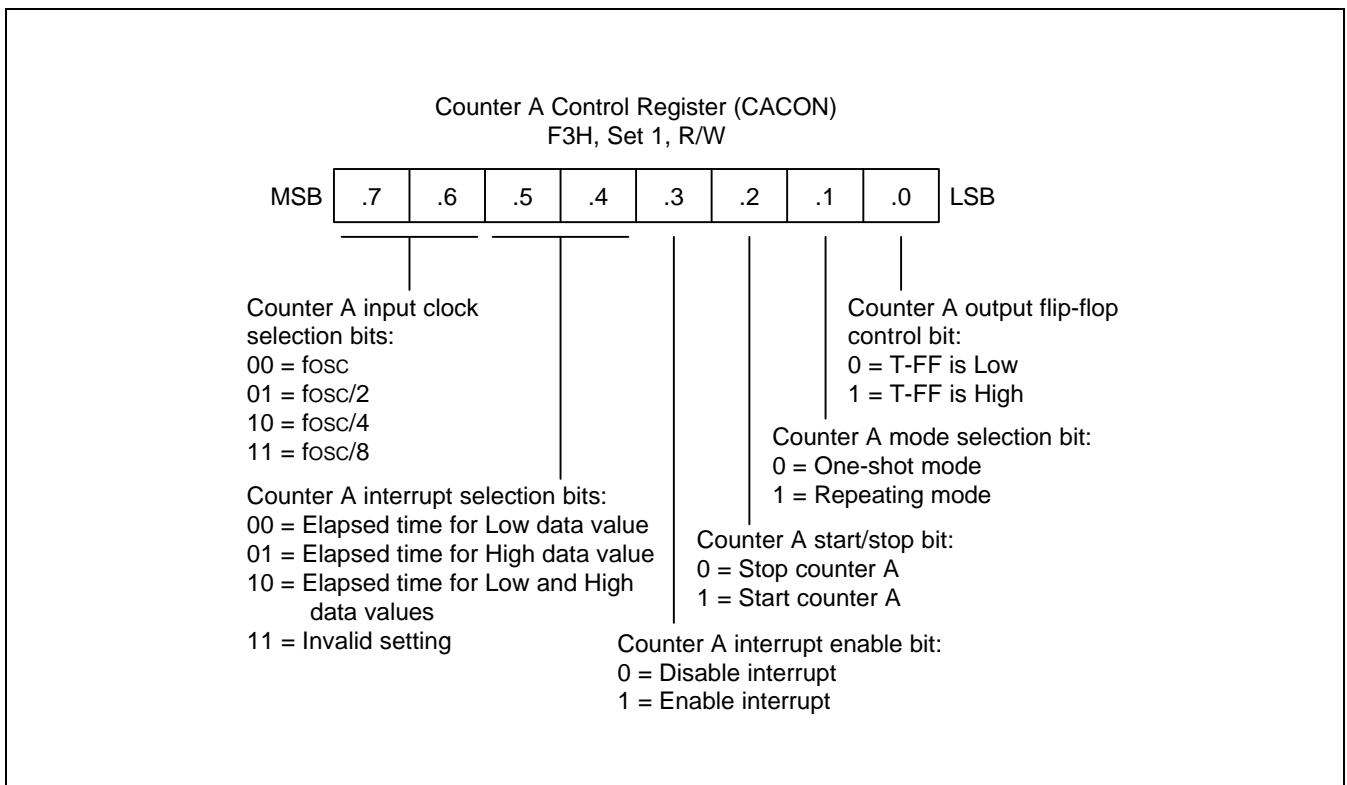 Counter A Control Register (CACON)
F3H, Set 1, R/W
MSB .7 .6 .5 .4 .3 .2 .1 .0 LSB
Counter A input clock
selection bits:
00 = fOSC
01 = fOSC/2
10 = fOSC/4
11 = fOSC/8
Counter A interrupt selection bits:
00 = Elapsed time for Low data value
01 = Elapsed time for High data value
10 = Elapsed time for Low and High
data values
11 = Invalid setting
Counter A interrupt enable bit:
0 = Disable interrupt
1 = Enable interrupt
Counter A start/stop bit:
0 = Stop counter A
1 = Start counter A
Counter A mode selection bit:
0 = One-shot mode
1 = Repeating mode
Counter A output flip-flop
control bit:
0 = T-FF is Low
1 = T-FF is High